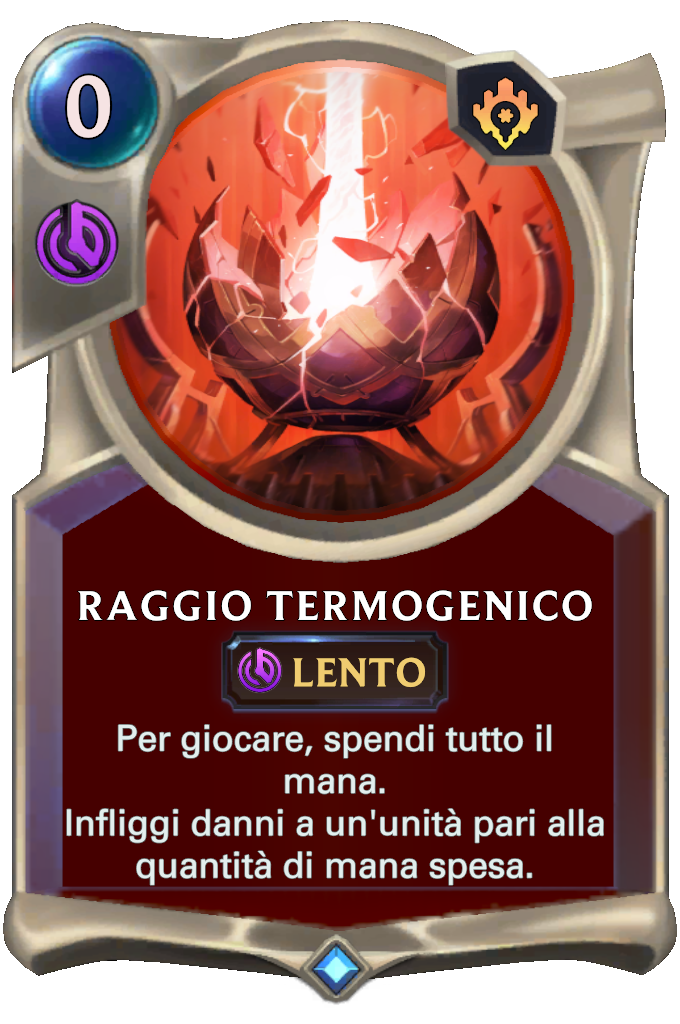 0
RAGGIO TERMOGENICO
LENTO
Per giocare, spendi tutto il
mana.
Infliggi danni a un'unità pari alla
quantità di mana spesa.